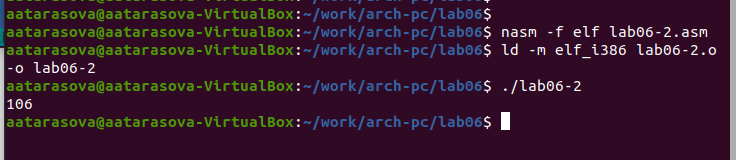 aatarasova@aatarasova-VirtualBox:~/work/arch-pc/lab06$
aatarasova@aatarasova-VirtualBox:~/work/arch-pc/lab06$ nasm -f elf lab06-2.asm
aatarasova@aatarasova-VirtualBox:~/work/arch-pc/lab06$ ld -m elf_i386 lab06-2.o
-o lab06-2
aatarasova@aatarasova-VirtualBox:~/work/arch-pc/lab06$ ./lab06-2
106
aatarasova@aatarasova-VirtualBox:~/work/arch-pc/lab06$